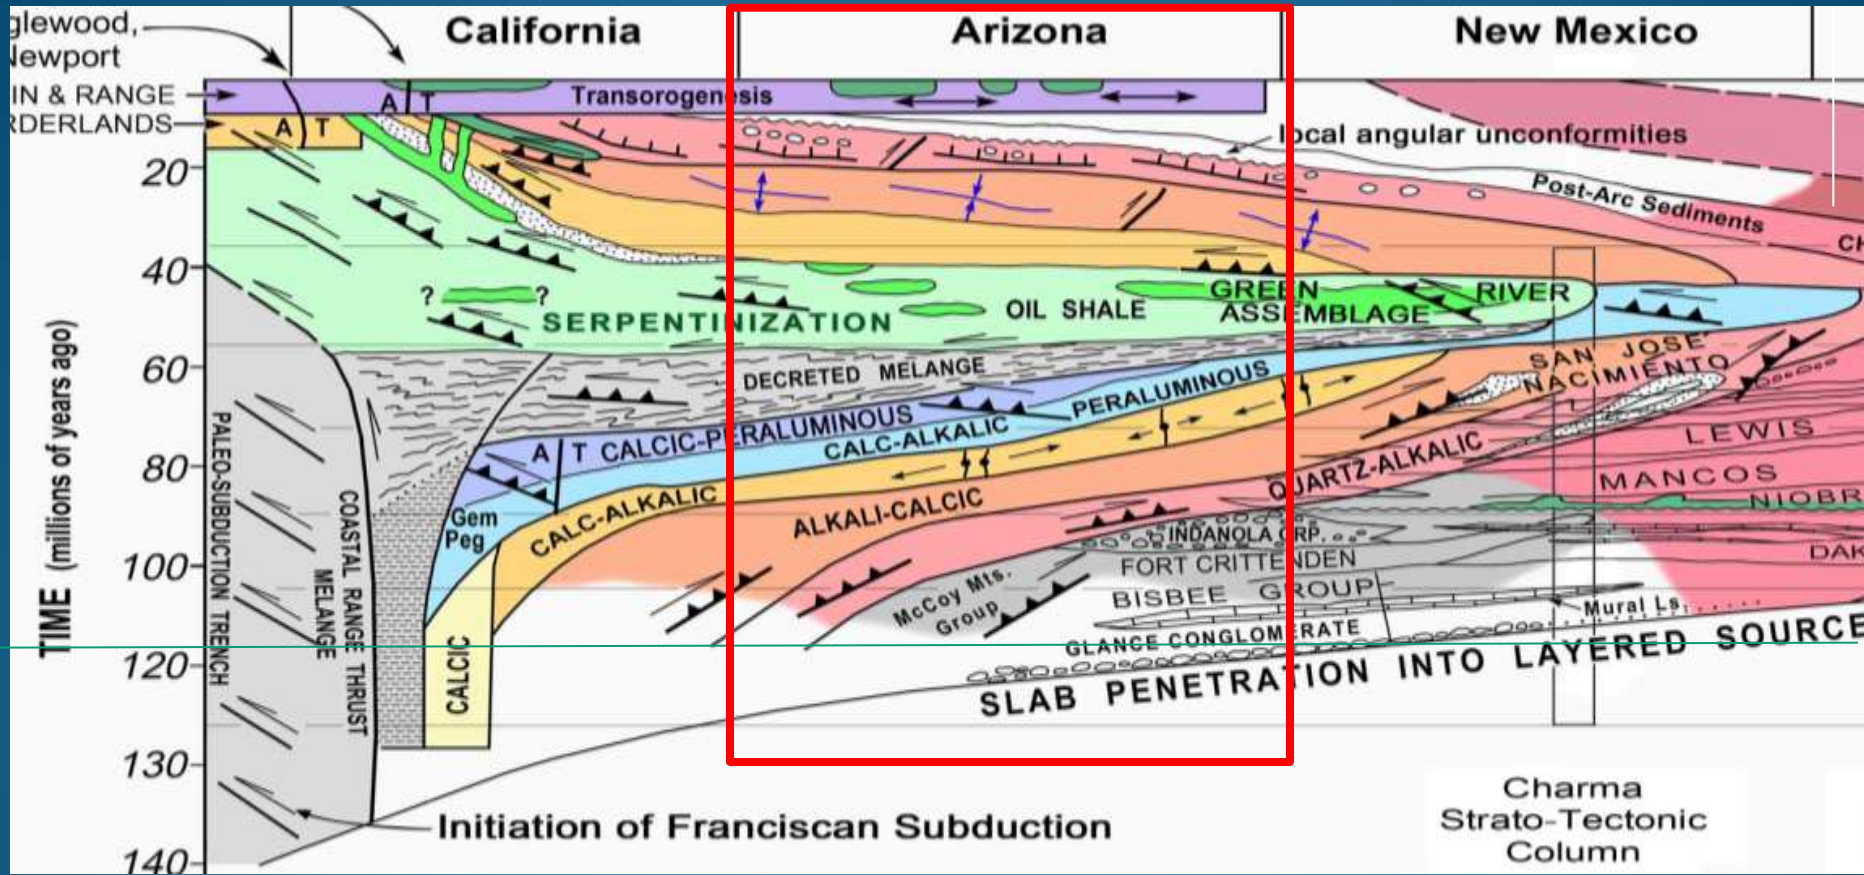 glewood,
Newport
California
Arizona
New Mexico
IN & RANGE
RDERLANDS
A T
Transorogenesis
A T
local angular unconformities
Post-Arc Sediments
CH
20
40
60
80
100
120
130
140
TIME (millions of years ago)
? ?
SERPENTINIZATION
OIL SHALE
GREEN RIVER
ASSEMBLAGE
DECRETED MELANGE
SAN JOSE
NACIMIENTO
A T CALCIC-PERALUMINOUS
PERALUMINOUS
CALC-ALKALIC
LEWIS
MANCOS
NIOBR
QUARTZ-ALKALIC
Gem
Peg
CALC-ALKALIC
ALKALI-CALCIC
INDANOLA GRP.
FORT CRITTENDEN
DAK
BISBEE GROUP
McCoy Mts.
Group
Mural Ls.
GLANCE CONGLOMERATE
SLAB PENETRATION INTO LAYERED SOURCE
PALEO-SUBDUCTION TRENCH
COASTAL RANGE THRUST
MELANGE
CALCIC
Initiation of Franciscan Subduction
Charma
Strato-Tectonic
Column